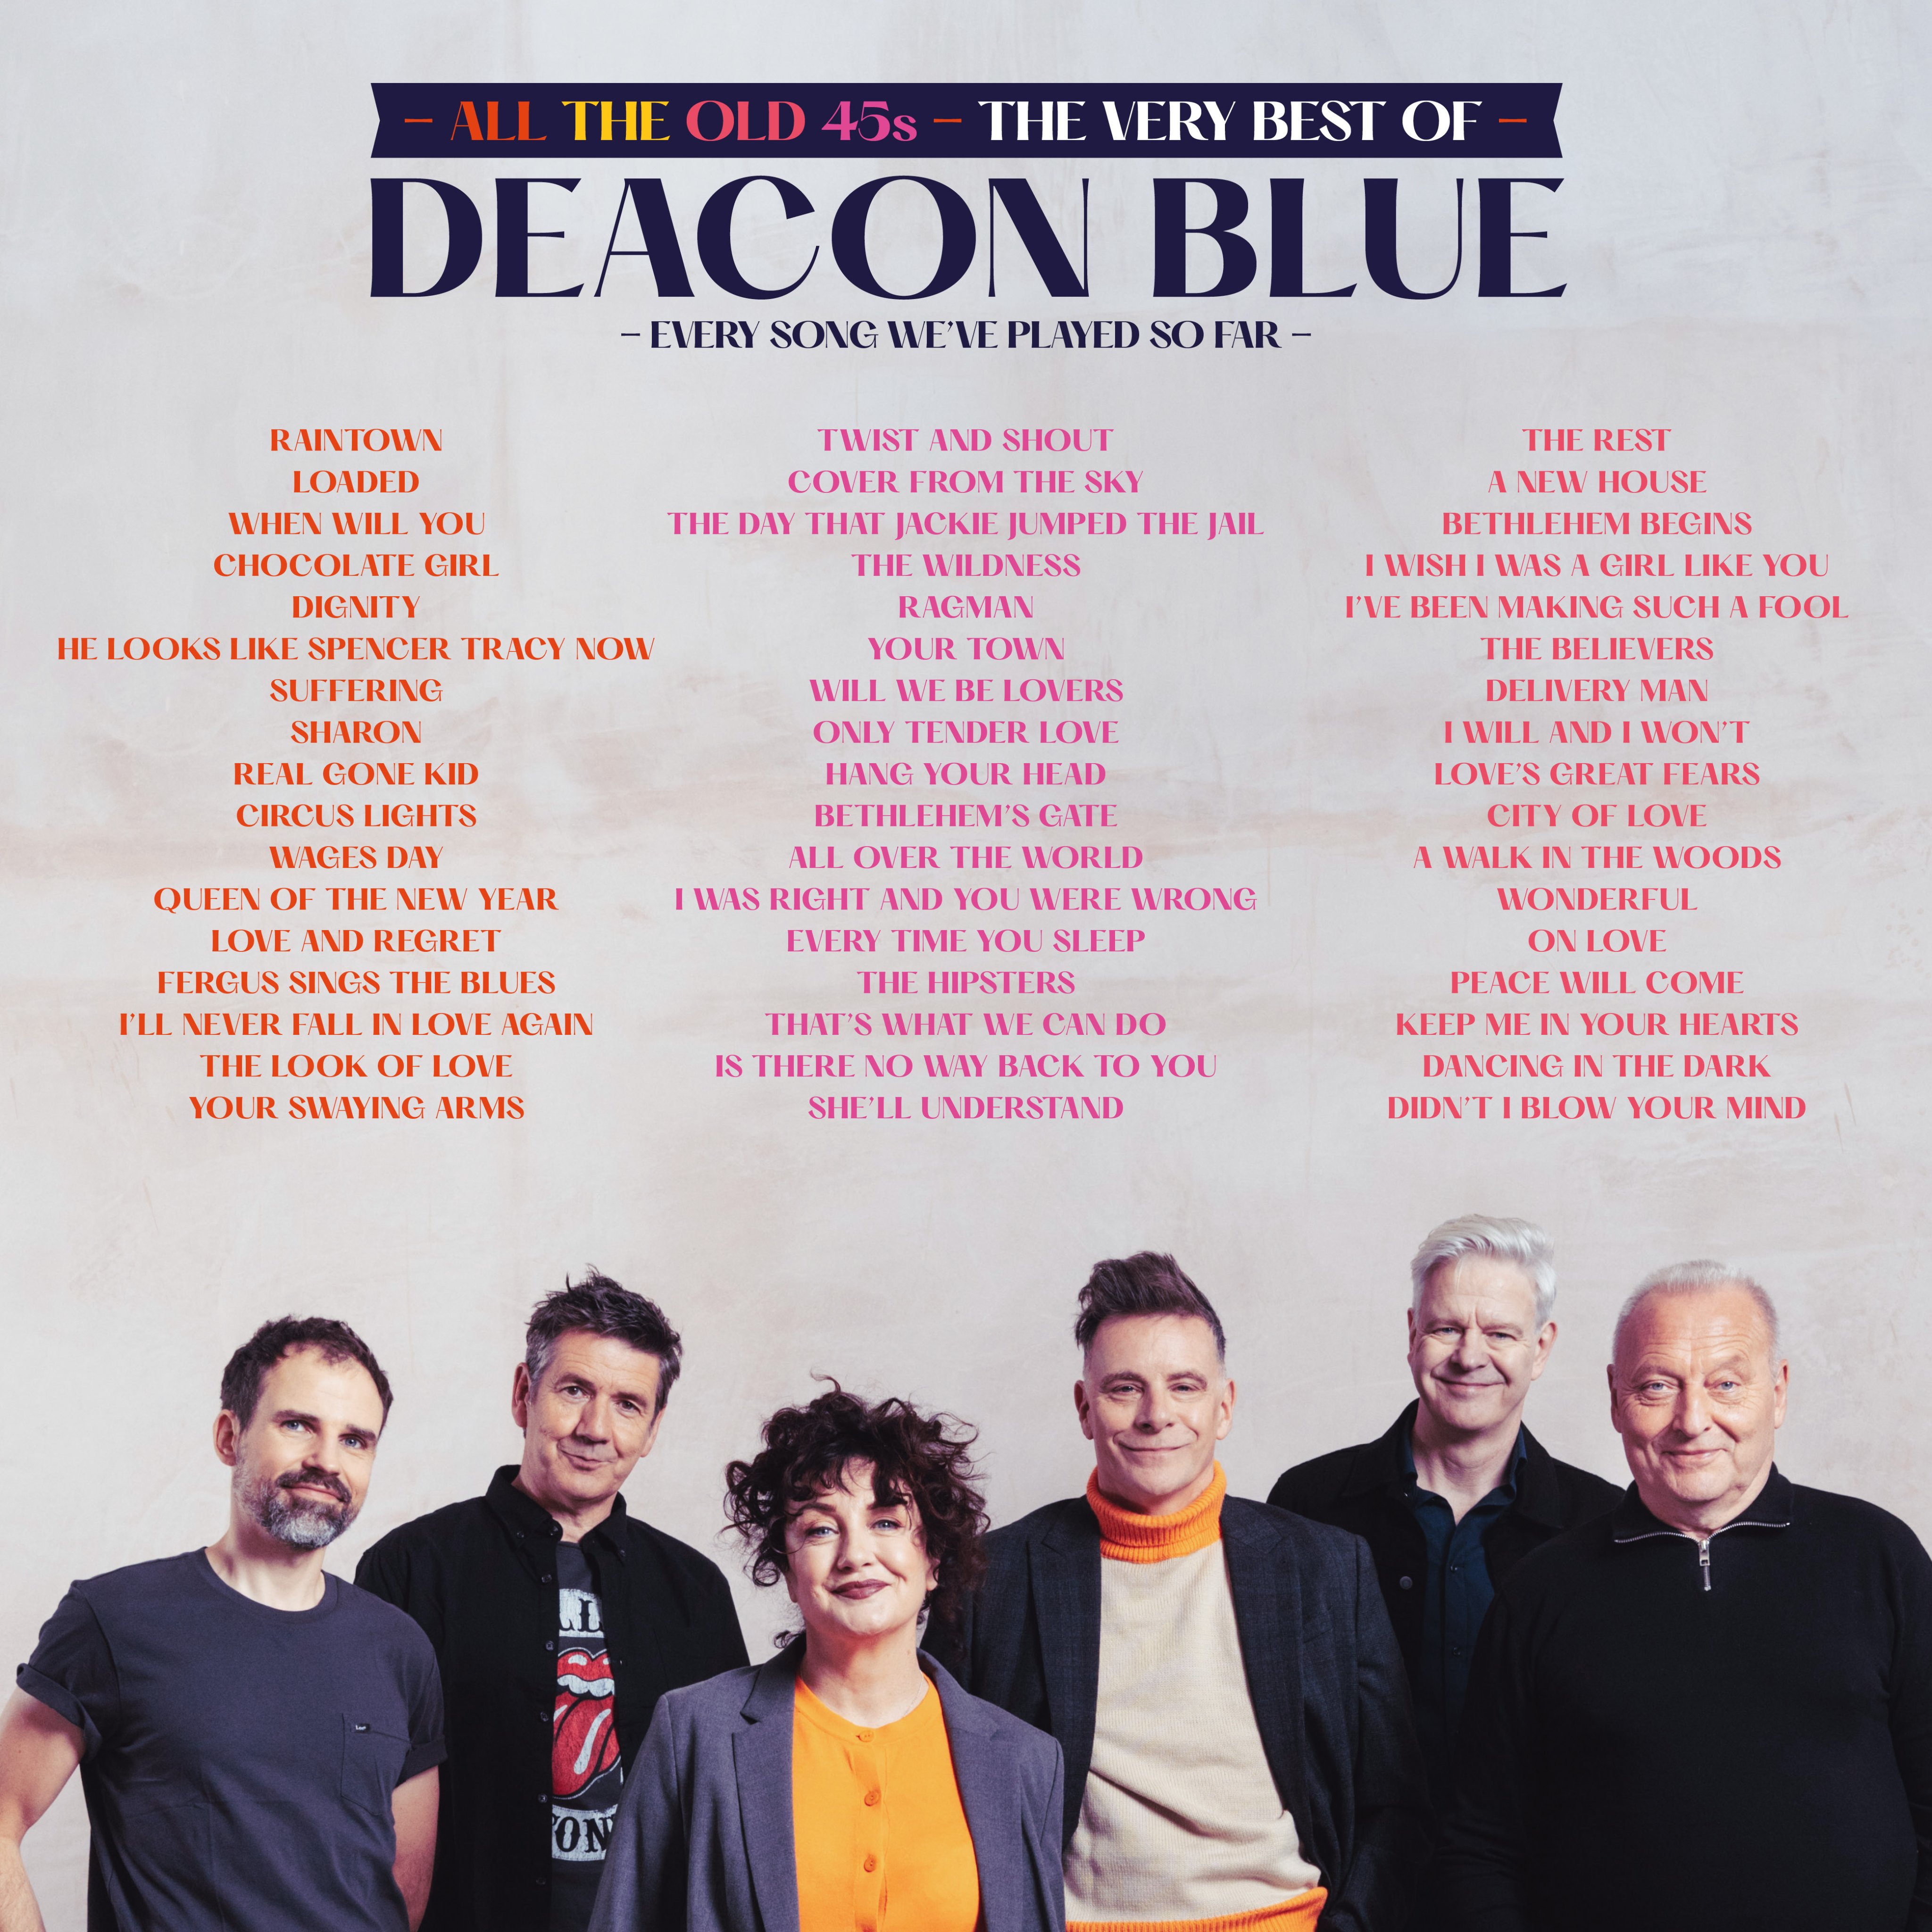 – ALL THE OLD 45s – THE VERY BEST OF –
DEACON BLUE
– EVERY SONG WE'VE PLAYED SO FAR –
RAINTOWN
LOADED
WHEN WILL YOU
CHOCOLATE GIRL
DIGNITY
HE LOOKS LIKE SPENCER TRACY NOW
SUFFERING
SHARON
REAL GONE KID
CIRCUS LIGHTS
WAGES DAY
QUEEN OF THE NEW YEAR
LOVE AND REGRET
FERGUS SINGS THE BLUES
I'LL NEVER FALL IN LOVE AGAIN
THE LOOK OF LOVE
YOUR SWAYING ARMS
TWIST AND SHOUT
COVER FROM THE SKY
THE DAY THAT JACKIE JUMPED THE JAIL
THE WILDNESS
RAGMAN
YOUR TOWN
WILL WE BE LOVERS
ONLY TENDER LOVE
HANG YOUR HEAD
BETHLEHEM'S GATE
ALL OVER THE WORLD
I WAS RIGHT AND YOU WERE WRONG
EVERY TIME YOU SLEEP
THE HIPSTERS
THAT'S WHAT WE CAN DO
IS THERE NO WAY BACK TO YOU
SHE'LL UNDERSTAND
THE REST
A NEW HOUSE
BETHLEHEM BEGINS
I WISH I WAS A GIRL LIKE YOU
I'VE BEEN MAKING SUCH A FOOL
THE BELIEVERS
DELIVERY MAN
I WILL AND I WON'T
LOVE'S GREAT FEARS
CITY OF LOVE
A WALK IN THE WOODS
WONDERFUL
ON LOVE
PEACE WILL COME
KEEP ME IN YOUR HEARTS
DANCING IN THE DARK
DIDN'T I BLOW YOUR MIND